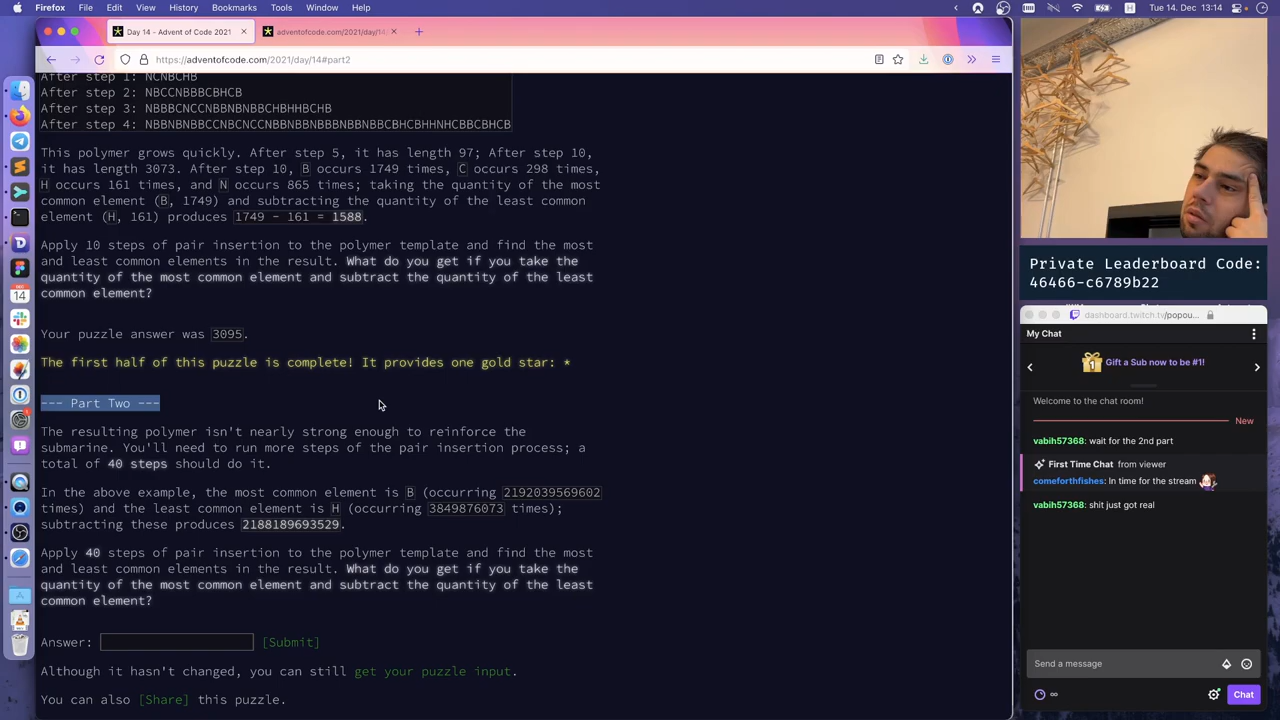 Firefox File Edit View History Bookmarks Tools Window Help
Tue 14. Dec 13:14
Day 14 - Advent of Code 2021
adventofcode.com/2021/day/14
https://adventofcode.com/2021/day/14#part2
After step 1: NCNBCHB
After step 2: NBCCNBBBCBHCB
After step 3: NBBBCNCCNBBNBNBBCHBHHBCHB
After step 4: NBBNBNBBCCNBCNCCNBBNBBNBBBNBBNBBCBHCBHHNHCBBCBHCB
This polymer grows quickly. After step 5, it has length 97; After step 10,
it has length 3073. After step 10, B occurs 1749 times, C occurs 298 times,
H occurs 161 times, and N occurs 865 times; taking the quantity of the most
common element (B, 1749) and subtracting the quantity of the least common
element (H, 161) produces 1749 - 161 = 1588.
Apply 10 steps of pair insertion to the polymer template and find the most
and least common elements in the result. What do you get if you take the
quantity of the most common element and subtract the quantity of the least
common element?
Your puzzle answer was 3095.
The first half of this puzzle is complete! It provides one gold star: *
--- Part Two ---
The resulting polymer isn't nearly strong enough to reinforce the
submarine. You'll need to run more steps of the pair insertion process; a
total of 40 steps should do it.
In the above example, the most common element is B (occurring 2192039569602
times) and the least common element is H (occurring 3849876073 times);
subtracting these produces 2188189693529.
Apply 40 steps of pair insertion to the polymer template and find the most
and least common elements in the result. What do you get if you take the
quantity of the most common element and subtract the quantity of the least
common element?
Answer: [Submit]
Although it hasn't changed, you can still get your puzzle input.
You can also [Share] this puzzle.
Private Leaderboard Code:
46466-c6789b22
dashboard.twitch.tv/popou...
My Chat
Gift a Sub now to be #1!
Welcome to the chat room!
New
vabih57368: wait for the 2nd part
First Time Chat from viewer
comeforthfishes: In time for the stream
vabih57368: shit just got real
Send a message
Chat